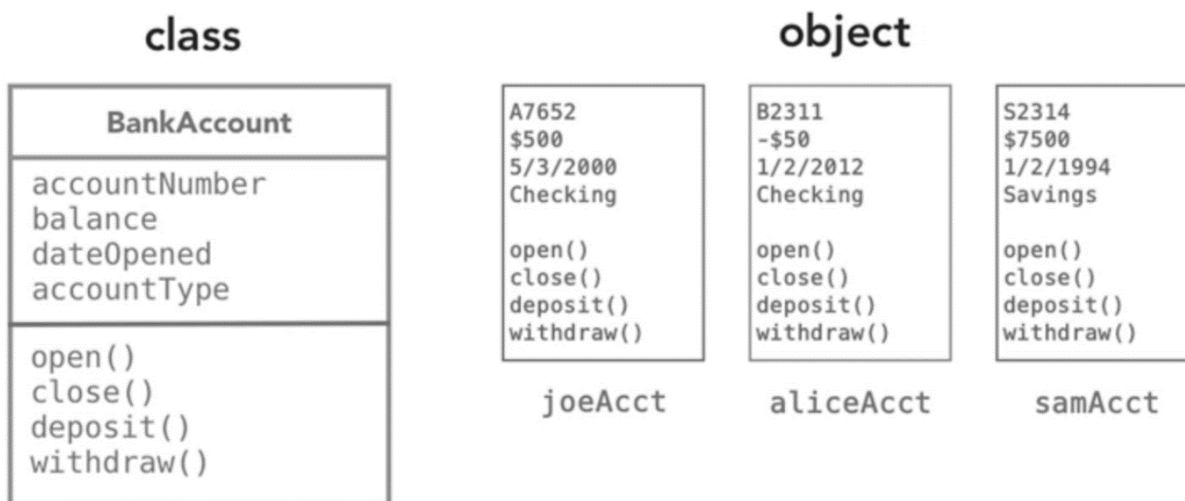 class
BankAccount
accountNumber
balance
dateOpened
accountType
open()
close()
deposit()
withdraw()
object
A7652
$500
5/3/2000
Checking
open()
close()
deposit()
withdraw()
joeAcct
B2311
-$50
1/2/2012
Checking
open()
close()
deposit()
withdraw()
aliceAcct
S2314
$7500
1/2/1994
Savings
open()
close()
deposit()
withdraw()
samAcct